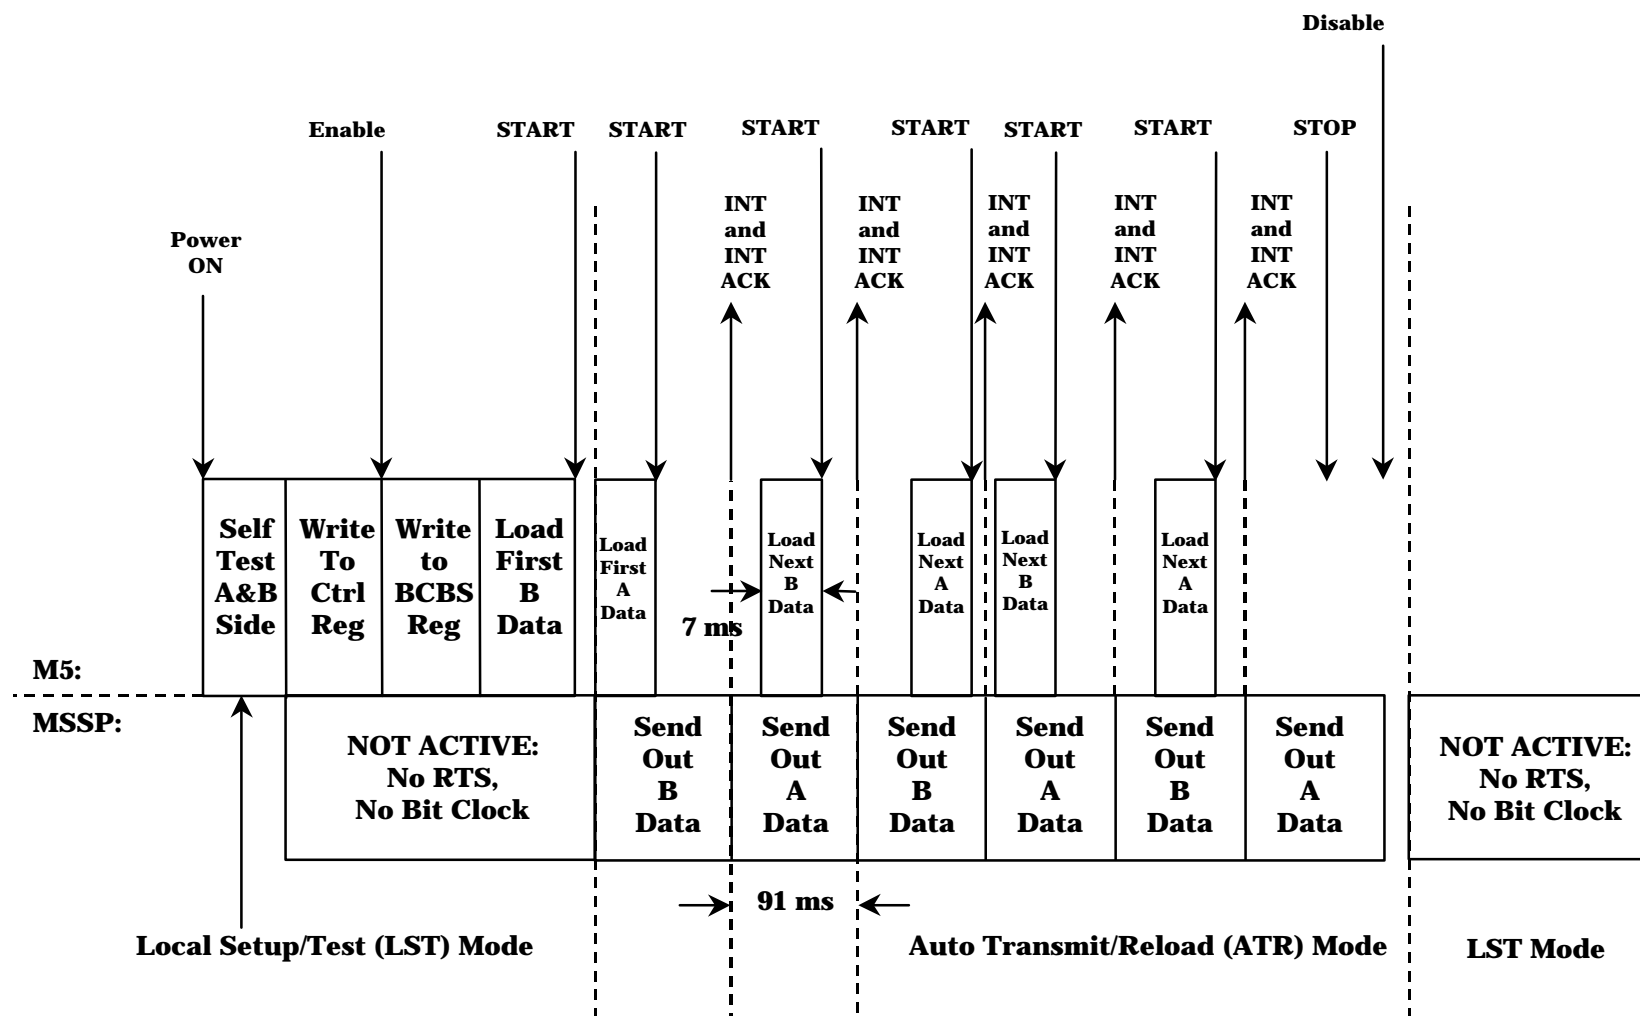 Disable
Enable
START
START
START
START
START
START
STOP
Power
ON
INT
and
INT
ACK
INT
and
INT
ACK
INT
and
INT
ACK
INT
and
INT
ACK
INT
and
INT
ACK
Self
Test
A&B
Side
Write
To
Ctrl
Reg
Write
to
BCBS
Reg
Load
First
B
Data
Load
First
A
Data
7 ms
Load
Next
B
Data
Load
Next
A
Data
Load
Next
B
Data
Load
Next
A
Data
M5:
MSSP:
NOT ACTIVE:
No RTS,
No Bit Clock
Send
Out
B
Data
Send
Out
A
Data
Send
Out
B
Data
Send
Out
A
Data
Send
Out
B
Data
Send
Out
A
Data
NOT ACTIVE:
No RTS,
No Bit Clock
91 ms
Local Setup/Test (LST) Mode
Auto Transmit/Reload (ATR) Mode
LST Mode